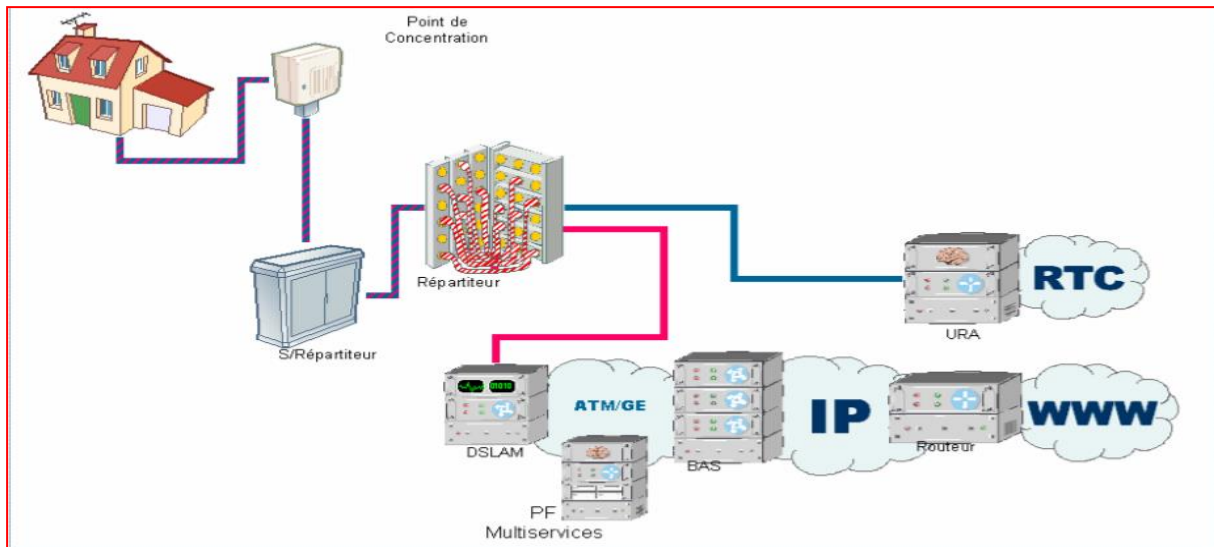 Point de
Concentration
Répartiteur
S/Répartiteur
RTC
URA
ATM/GE
01010
IP
WWW
DSLAM
BAS
Routeur
PF
Multiservices